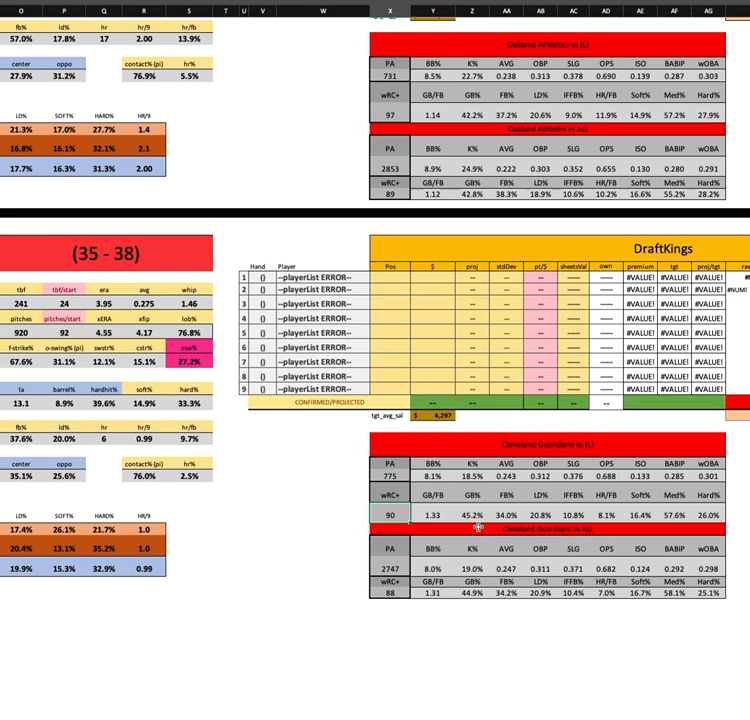 O P Q R S T U V W X Y Z AA AB AC AD AE AF AG
fb% ld% hr hr/9 hr/fb
57.0% 17.8% 17 2.00 13.9%
Oakland Athletics vs (L)
center oppo contact% (pi) hr%
PA BB% K% AVG OBP SLG OPS ISO BABIP wOBA
27.9% 31.2% 76.9% 5.5%
731 8.5% 22.7% 0.238 0.313 0.378 0.690 0.139 0.287 0.303
wRC+ GB/FB GB% FB% LD% IFFB% HR/FB Soft% Med% Hard%
LD% SOFT% HARD% HR/9
97 1.14 42.2% 37.2% 20.6% 9.0% 11.9% 14.9% 57.2% 27.9%
21.3% 17.0% 27.7% 1.4
Oakland Athletics vs ALL
16.8% 16.1% 32.1% 2.1
PA BB% K% AVG OBP SLG OPS ISO BABIP wOBA
17.7% 16.3% 31.3% 2.00
2853 8.9% 24.9% 0.222 0.303 0.352 0.655 0.130 0.280 0.291
wRC+ GB/FB GB% FB% LD% IFFB% HR/FB Soft% Med% Hard%
89 1.12 42.8% 38.3% 18.9% 10.6% 10.2% 16.6% 55.2% 28.2%
(35 - 38)
DraftKings
Hand Player Pos $ proj stdDev pt/$ sheetsVal own premium tgt proj/tgt
1 () --playerList ERROR-- -- -- -- ----- ----- #VALUE! #VALUE! #VALUE!
tbf tbf/start era avg whip
2 () --playerList ERROR-- -- -- -- ----- ----- #VALUE! #VALUE! #VALUE! #NUM!
241 24 3.95 0.275 1.46
3 () --playerList ERROR-- -- -- -- ----- ----- #VALUE! #VALUE! #VALUE!
pitches pitches/start xERA xfip lob%
4 () --playerList ERROR-- -- -- -- ----- ----- #VALUE! #VALUE! #VALUE!
920 92 4.55 4.17 76.8%
5 () --playerList ERROR-- -- -- -- ----- ----- #VALUE! #VALUE! #VALUE!
f-strike% o-swing% (pi) swstr% cstr% csw%
6 () --playerList ERROR-- -- -- -- ----- ----- #VALUE! #VALUE! #VALUE!
67.6% 31.1% 12.1% 15.1% 27.2%
7 () --playerList ERROR-- -- -- -- ----- ----- #VALUE! #VALUE! #VALUE!
8 () --playerList ERROR-- -- -- -- ----- ----- #VALUE! #VALUE! #VALUE!
la barrel% hardhit% soft% hard%
9 () --playerList ERROR-- -- -- -- ----- ----- #VALUE! #VALUE! #VALUE!
13.1 8.9% 39.6% 14.9% 33.3%
CONFIRMED/PROJECTED -- -- -- -- --
tgt_avg_sal $ 4,297
fb% ld% hr hr/9 hr/fb
37.6% 20.0% 6 0.99 9.7%
Cleveland Guardians vs (L)
center oppo contact% (pi) hr%
PA BB% K% AVG OBP SLG OPS ISO BABIP wOBA
35.1% 25.6% 76.0% 2.5%
775 8.1% 18.5% 0.243 0.312 0.376 0.688 0.133 0.285 0.301
wRC+ GB/FB GB% FB% LD% IFFB% HR/FB Soft% Med% Hard%
LD% SOFT% HARD% HR/9
90 1.33 45.2% 34.0% 20.8% 10.8% 8.1% 16.4% 57.6% 26.0%
17.4% 26.1% 21.7% 1.0
Cleveland Guardians vs ALL
20.4% 13.1% 35.2% 1.0
PA BB% K% AVG OBP SLG OPS ISO BABIP wOBA
19.9% 15.3% 32.9% 0.99
2747 8.0% 19.0% 0.247 0.311 0.371 0.682 0.124 0.292 0.298
wRC+ GB/FB GB% FB% LD% IFFB% HR/FB Soft% Med% Hard%
88 1.31 44.9% 34.2% 20.9% 10.4% 7.0% 16.7% 58.1% 25.1%